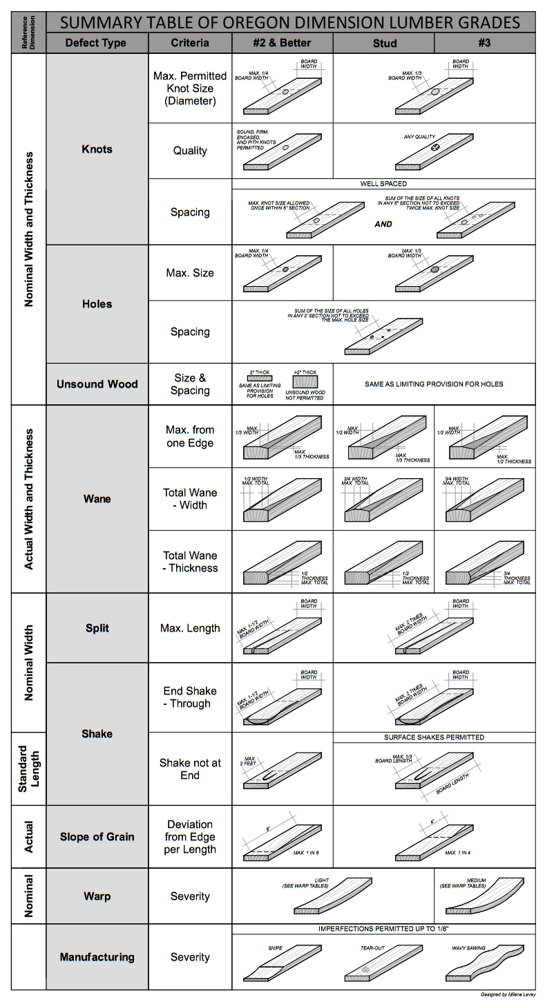 SUMMARY TABLE OF OREGON DIMENSION LUMBER GRADES
Reference
Dimension
Defect Type
Criteria
#2 & Better
Stud
#3
Nominal Width and Thickness
Knots
Max. Permitted
Knot Size
(Diameter)
MAX. 1/4
BOARD WIDTH
BOARD
WIDTH
MAX. 1/3
BOARD WIDTH
BOARD
WIDTH
Quality
SOUND, FIRM,
ENCASED,
AND PITH KNOTS
PERMITTED
ANY QUALITY
Spacing
WELL SPACED
MAX. KNOT SIZE ALLOWED
ONCE WITHIN 6" SECTION
AND
SUM OF THE SIZE OF ALL KNOTS
IN ANY 6" SECTION NOT TO EXCEED
TWICE MAX. KNOT SIZE
Holes
Max. Size
MAX. 1/4
BOARD WIDTH
MAX. 1/3
BOARD WIDTH
Spacing
SUM OF THE SIZE OF ALL HOLES
IN ANY 2' SECTION NOT TO EXCEED
THE MAX. HOLE SIZE
Unsound Wood
Size &
Spacing
2" THICK
SAME AS LIMITING
PROVISION
FOR HOLES
>2" THICK
UNSOUND WOOD
NOT PERMITTED
SAME AS LIMITING PROVISION FOR HOLES
Actual Width and Thickness
Wane
Max. from
one Edge
MAX.
1/3 WIDTH
MAX.
1/3 THICKNESS
MAX.
1/2 WIDTH
MAX.
1/3 THICKNESS
MAX.
1/2 WIDTH
MAX.
1/2 THICKNESS
Total Wane
- Width
1/2 WIDTH
MAX. TOTAL
3/4 WIDTH
MAX. TOTAL
3/4 WIDTH
MAX. TOTAL
Total Wane
- Thickness
1/2
THICKNESS
MAX. TOTAL
1/2
THICKNESS
MAX. TOTAL
3/4
THICKNESS
MAX. TOTAL
Nominal Width
Split
Max. Length
MAX. 1-1/2
BOARD WIDTH
BOARD
WIDTH
MAX. 2 TIMES
BOARD WIDTH
BOARD
WIDTH
Shake
End Shake
- Through
MAX. 1-1/2
BOARD WIDTH
BOARD
WIDTH
MAX. 2 TIMES
BOARD WIDTH
BOARD
WIDTH
Standard
Length
Shake not at
End
MAX.
2 FEET
SURFACE SHAKES PERMITTED
MAX. 1/3
BOARD LENGTH
BOARD LENGTH
Actual
Slope of Grain
Deviation
from Edge
per Length
MAX. 1 IN 8
4"
MAX. 1 IN 4
Nominal
Warp
Severity
LIGHT
(SEE WARP TABLES)
MEDIUM
(SEE WARP TABLES)
Manufacturing
Severity
IMPERFECTIONS PERMITTED UP TO 1/8"
SNIPE
TEAR-OUT
WAVY SAWING
Designed by Milena Levey